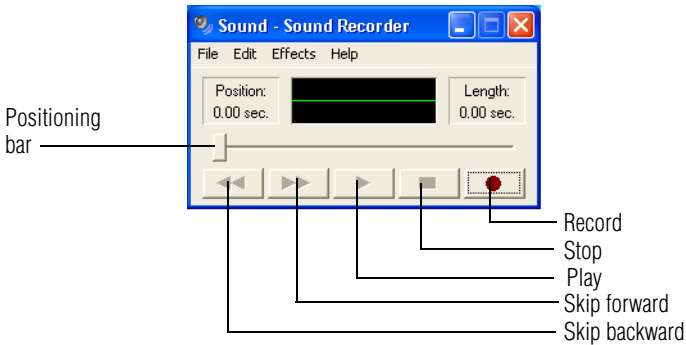 Sound - Sound Recorder
File Edit Effects Help
Position:
0.00 sec.
Length:
0.00 sec.
Positioning
bar
Record
Stop
Play
Skip forward
Skip backward